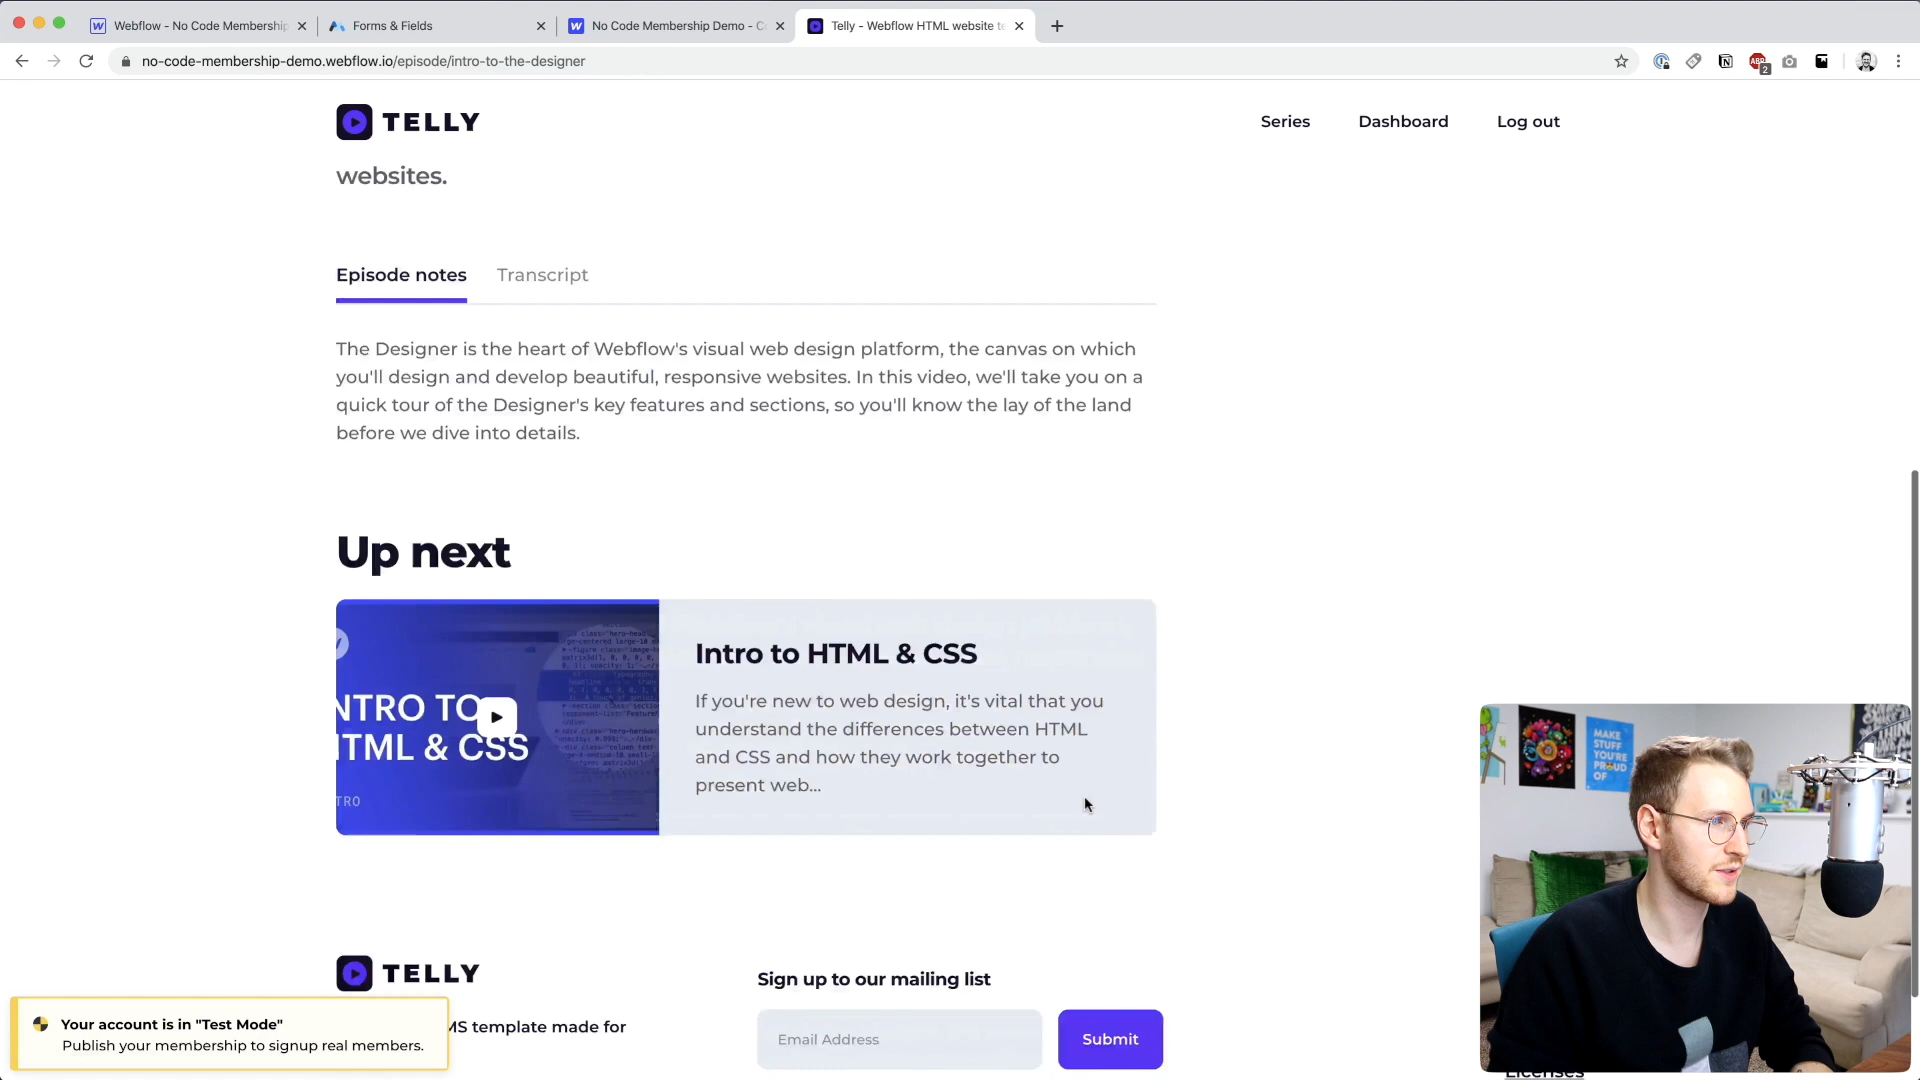 Webflow - No Code Membership
Forms & Fields
No Code Membership Demo - C
Telly - Webflow HTML website te
no-code-membership-demo.webflow.io/episode/intro-to-the-designer
ABP
2
TELLY
Series
Dashboard
Log out
websites.
Episode notes
Transcript
The Designer is the heart of Webflow's visual web design platform, the canvas on which
you'll design and develop beautiful, responsive websites. In this video, we'll take you on a
quick tour of the Designer's key features and sections, so you'll know the lay of the land
before we dive into details.
Up next
NTRO TO
HTML & CSS
TRO
Intro to HTML & CSS
If you're new to web design, it's vital that you
understand the differences between HTML
and CSS and how they work together to
present web...
MAKE
STUFF
YOU'RE
PROUD
OF
TELLY
Sign up to our mailing list
MS template made for
Email Address
Submit
Your account is in "Test Mode"
Publish your membership to signup real members.
Licenses